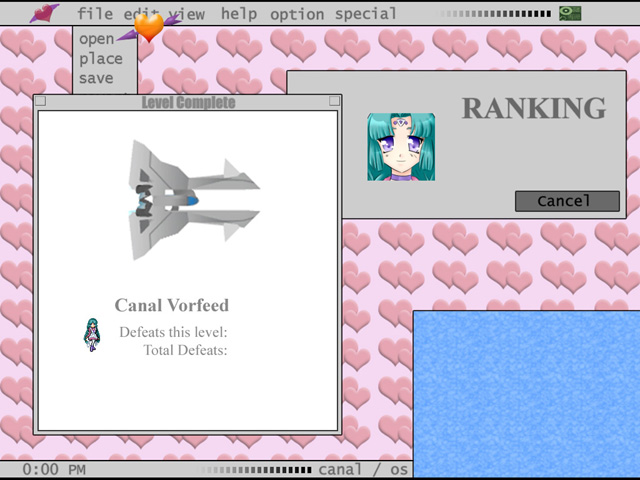 file edit view help option special
open
place
save
Level Complete
RANKING
Cancel
Canal Vorfeed
Defeats this level:
Total Defeats:
0:00 PM
canal / os